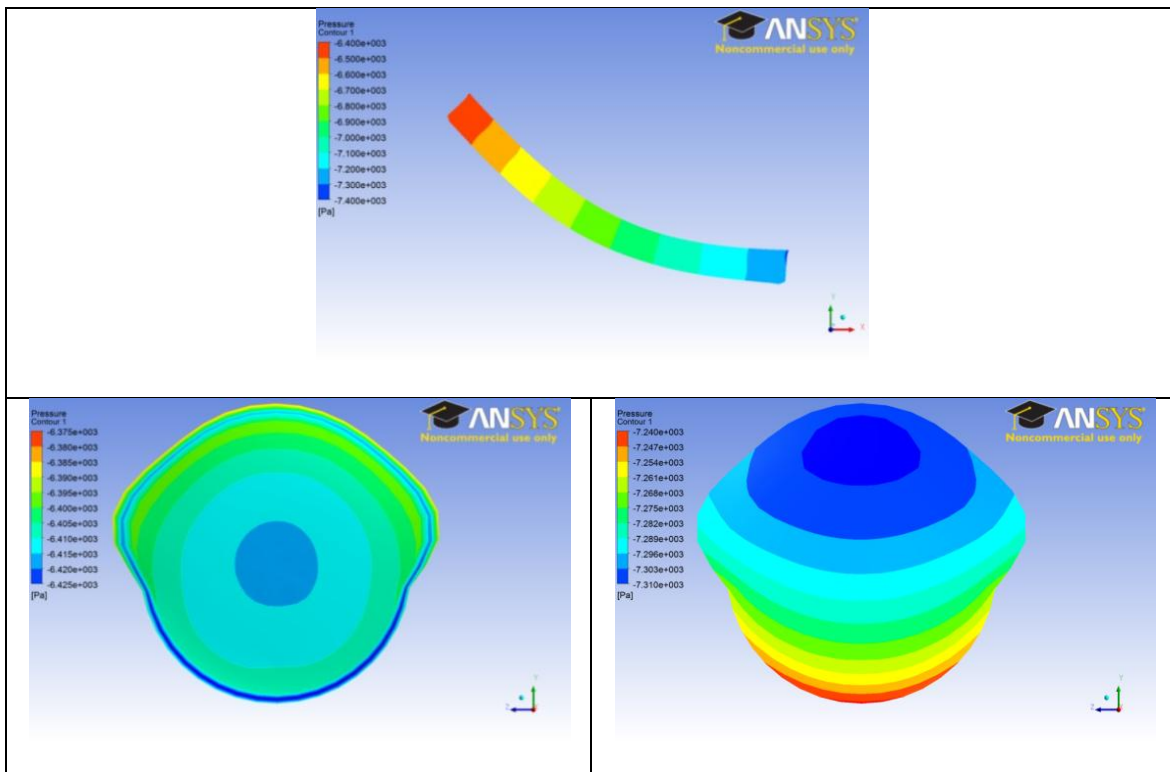 Pressure
Contour 1
-6.400e+003
-6.500e+003
-6.600e+003
-6.700e+003
-6.800e+003
-6.900e+003
-7.000e+003
-7.100e+003
-7.200e+003
-7.300e+003
-7.400e+003
[Pa]
ANSYS
Noncommercial use only
Y
X
Pressure
Contour 1
-6.375e+003
-6.380e+003
-6.385e+003
-6.390e+003
-6.395e+003
-6.400e+003
-6.405e+003
-6.410e+003
-6.415e+003
-6.420e+003
-6.425e+003
[Pa]
ANSYS
Noncommercial use only
Y
Z
Pressure
Contour 1
-7.240e+003
-7.247e+003
-7.254e+003
-7.261e+003
-7.268e+003
-7.275e+003
-7.282e+003
-7.289e+003
-7.296e+003
-7.303e+003
-7.310e+003
[Pa]
ANSYS
Noncommercial use only
Y
Z